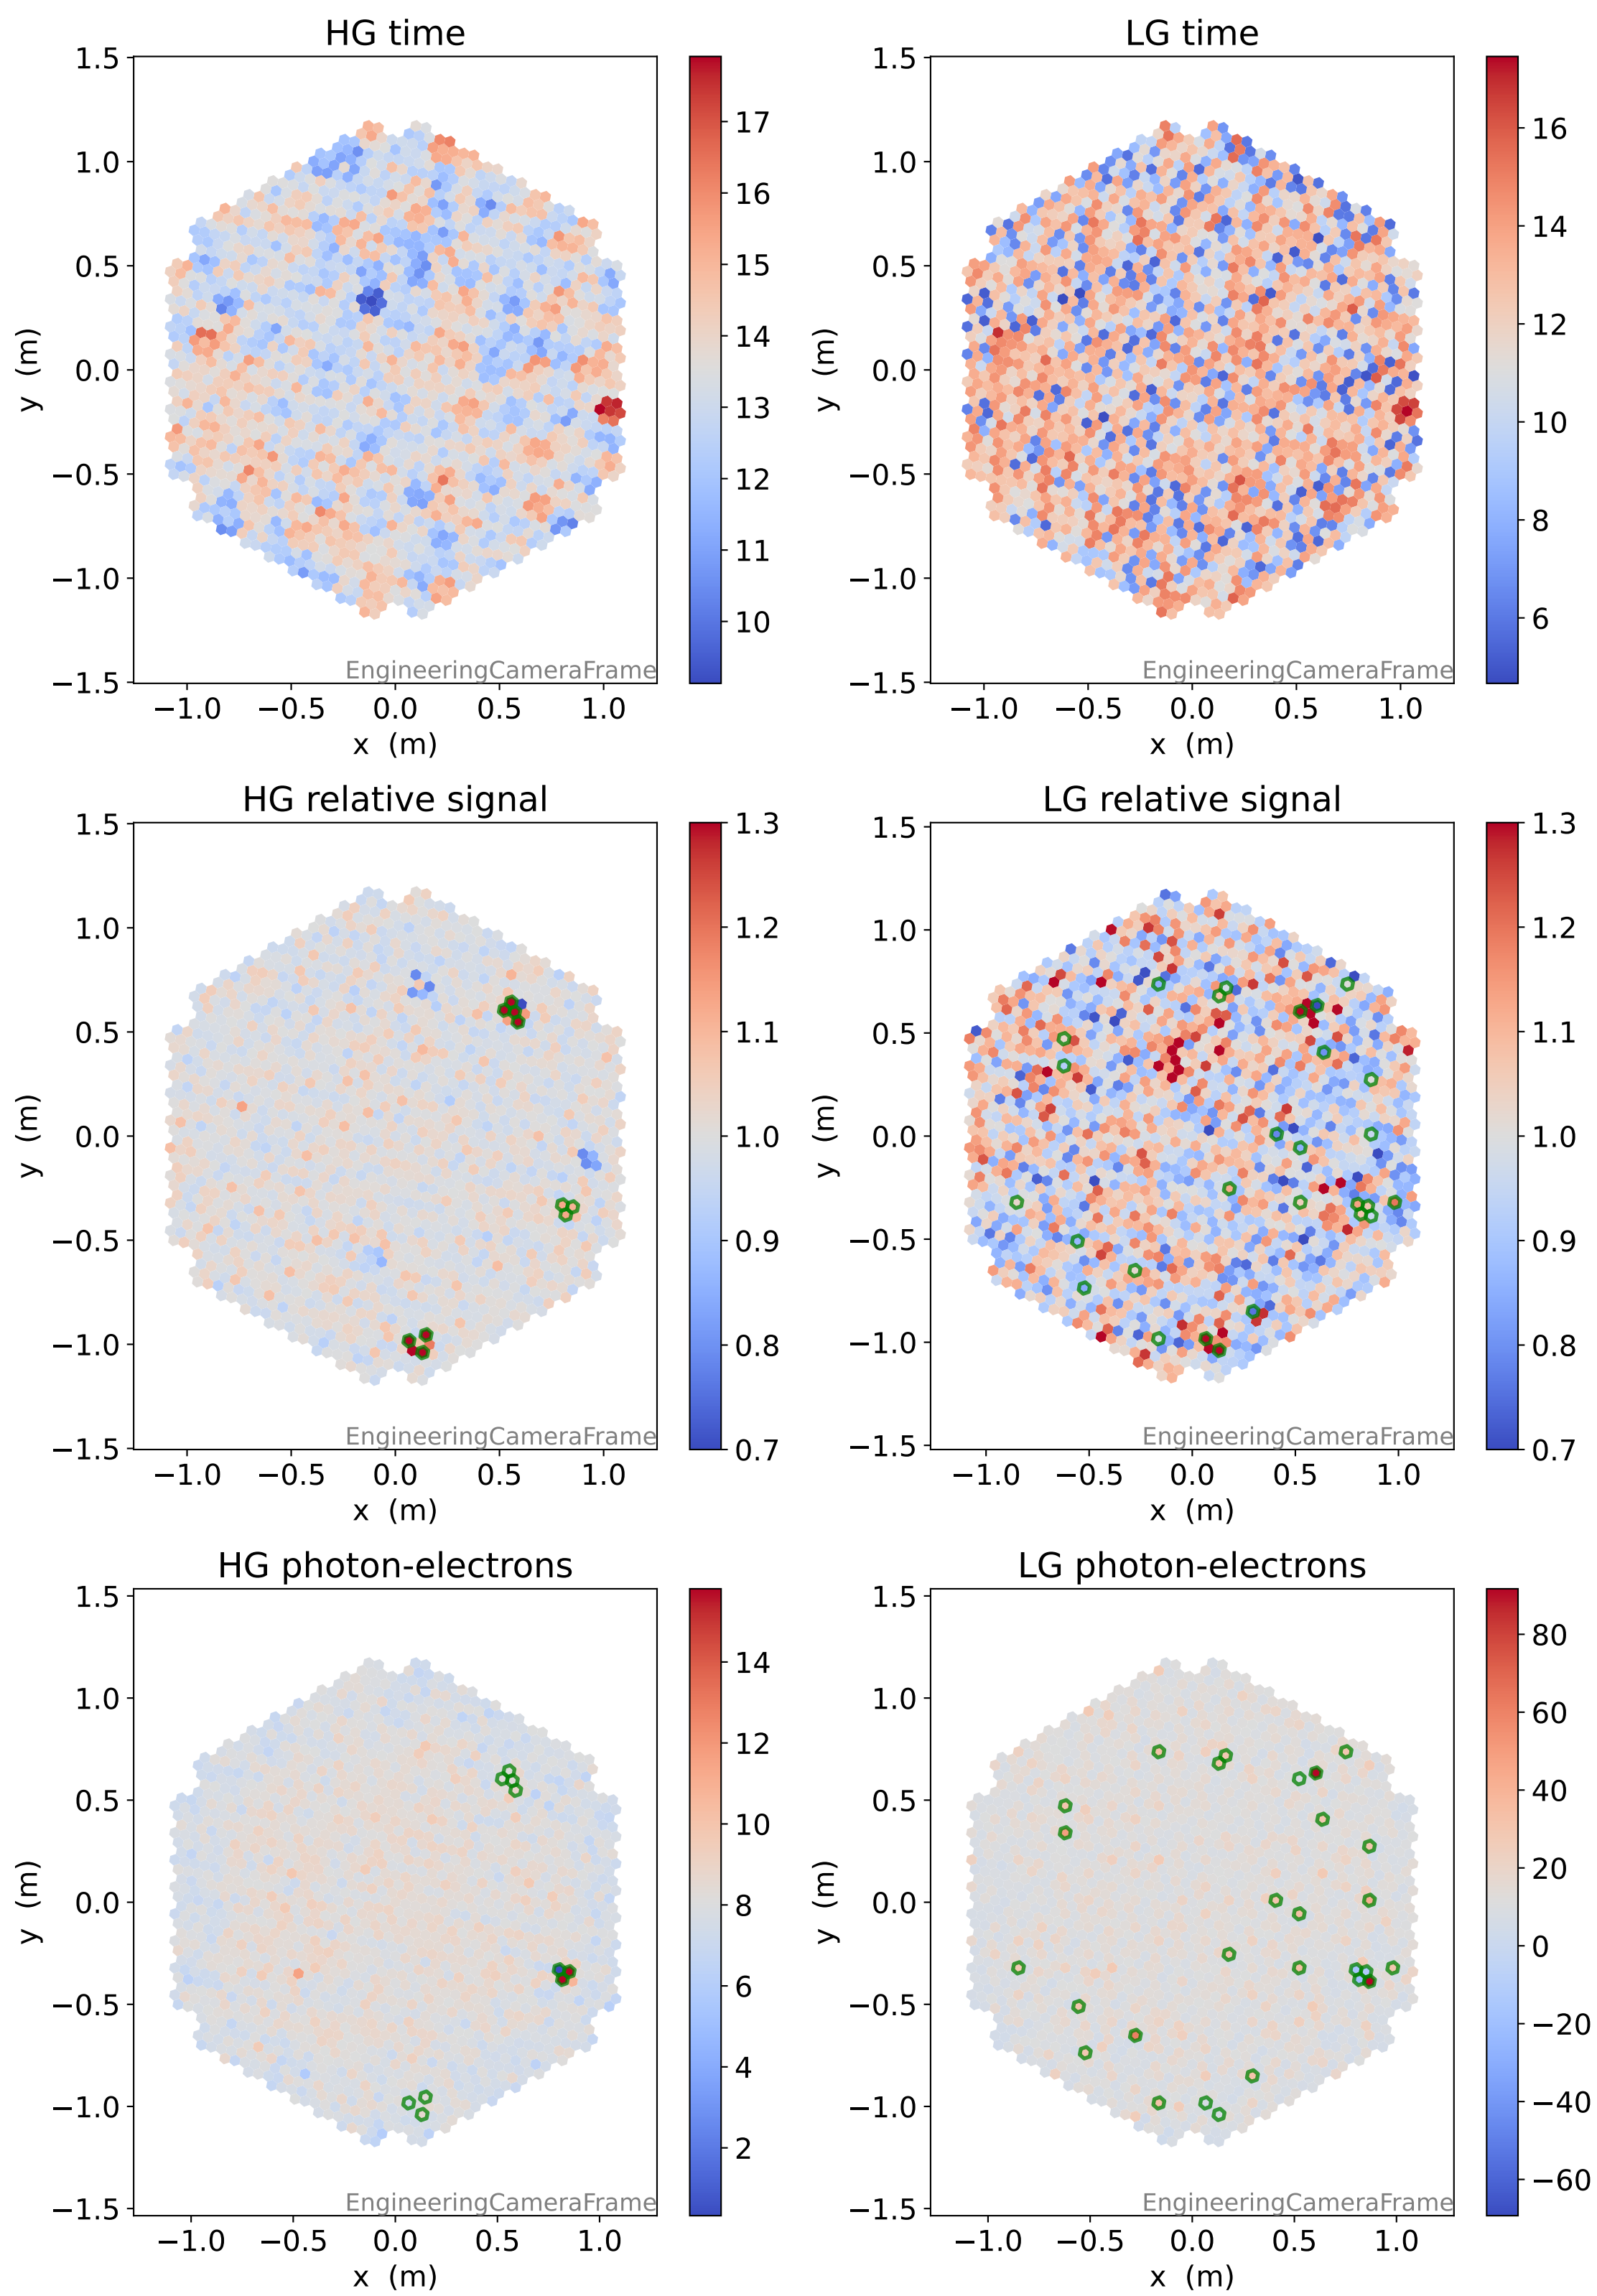 HG time
1.5
1.0
0.5
0.0
−0.5
−1.0
−1.5
y (m)
−1.0 −0.5 0.0 0.5 1.0
x (m)
EngineeringCameraFrame
17
16
15
14
13
12
11
10
LG time
1.5
1.0
0.5
0.0
−0.5
−1.0
−1.5
y (m)
−1.0 −0.5 0.0 0.5 1.0
x (m)
EngineeringCameraFrame
16
14
12
10
8
6
HG relative signal
1.5
1.0
0.5
0.0
−0.5
−1.0
−1.5
y (m)
−1.0 −0.5 0.0 0.5 1.0
x (m)
EngineeringCameraFrame
1.3
1.2
1.1
1.0
0.9
0.8
0.7
LG relative signal
1.5
1.0
0.5
0.0
−0.5
−1.0
−1.5
y (m)
−1.0 −0.5 0.0 0.5 1.0
x (m)
EngineeringCameraFrame
1.3
1.2
1.1
1.0
0.9
0.8
0.7
HG photon-electrons
1.5
1.0
0.5
0.0
−0.5
−1.0
−1.5
y (m)
−1.0 −0.5 0.0 0.5 1.0
x (m)
EngineeringCameraFrame
14
12
10
8
6
4
2
LG photon-electrons
1.5
1.0
0.5
0.0
−0.5
−1.0
−1.5
y (m)
−1.0 −0.5 0.0 0.5 1.0
x (m)
EngineeringCameraFrame
80
60
40
20
0
−20
−40
−60